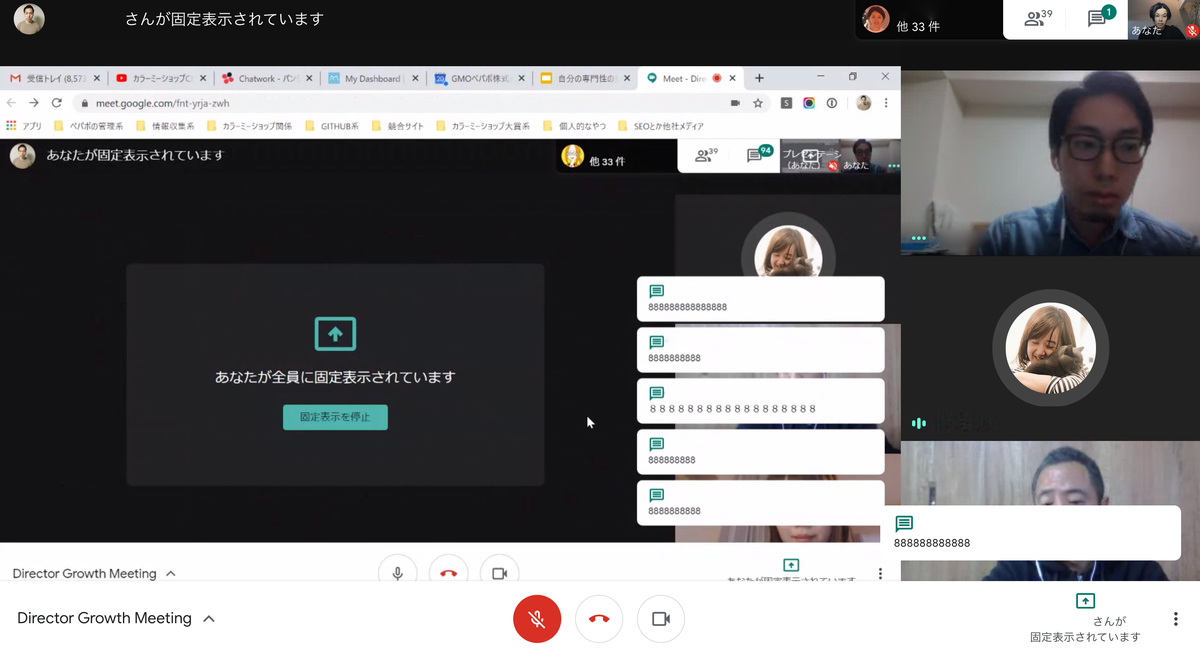 さんが固定表示されています
他 33 件
39
1
あなた
受信トレイ (8,57
カラーミーショップC
Chatwork - パン
My Dashboard
20
GMOペパボ株式
自分の専門性の
Meet - Dire
meet.google.com/fnt-yrja-zwh
S
アプリ
ペパボの管理系
情報収集系
カラーミーショップ関係
GITHUB系
競合サイト
カラーミーショップ大賞系
個人的なやつ
SEOとか他社メディア
あなたが固定表示されています
他 33 件
39
94
プレゼンテーシ
(あなた)
あなた
あなたが全員に固定表示されています
固定表示を停止
888888888888888
8888888888
８８８８８８８８８８８８８８８８８８
888888888
8888888888
888888888888
Director Growth Meeting
あなたが固定表示されています
Director Growth Meeting
さんが
固定表示されています